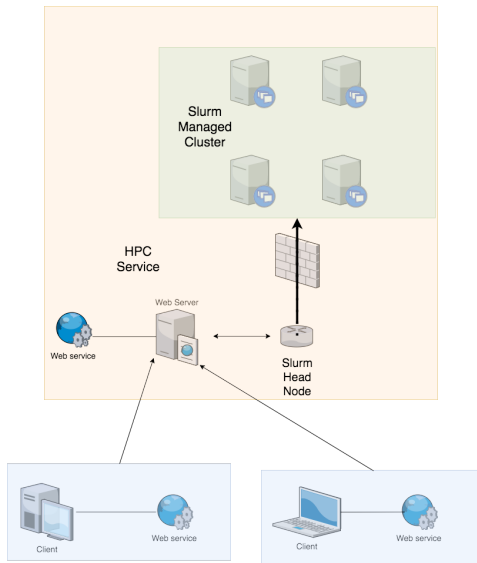 Slurm
Managed
Cluster
HPC
Service
Web Server
Web service
Slurm
Head
Node
Client
Web service
Client
Web service